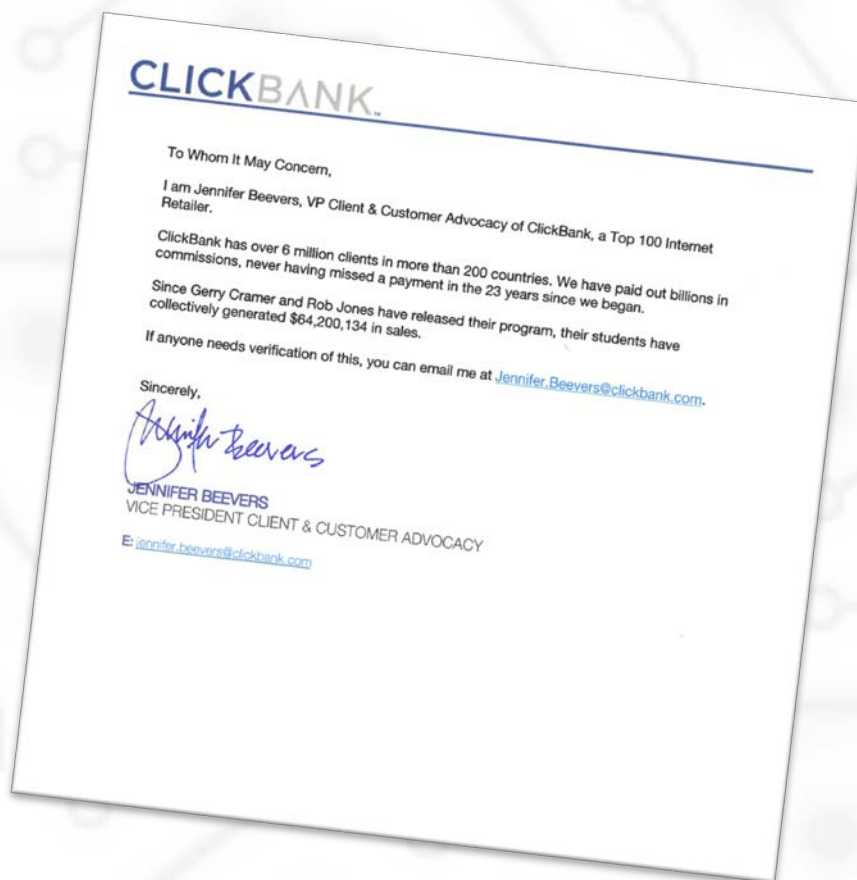 CLICKBANK™
To Whom It May Concern,
I am Jennifer Beevers, VP Client & Customer Advocacy of ClickBank, a Top 100 Internet
Retailer.
ClickBank has over 6 million clients in more than 200 countries. We have paid out billions in
commissions, never having missed a payment in the 23 years since we began.
Since Gerry Cramer and Rob Jones have released their program, their students have
collectively generated $64,200,134 in sales.
If anyone needs verification of this, you can email me at Jennifer.Beevers@clickbank.com.
Sincerely,
Jennifer Beevers
JENNIFER BEEVERS
VICE PRESIDENT CLIENT & CUSTOMER ADVOCACY
E: jennifer.beevers@clickbank.com